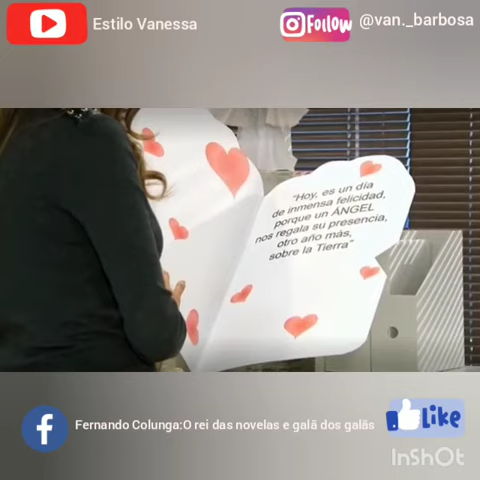 Estilo Vanessa
Follow
@van._barbosa
"Hoy, es un día
de inmensa felicidad,
porque un ÁNGEL
nos regala su presencia,
otro año más,
sobre la Tierra"
f
Fernando Colunga:O rei das novelas e galã dos galãs
Like
InShOt